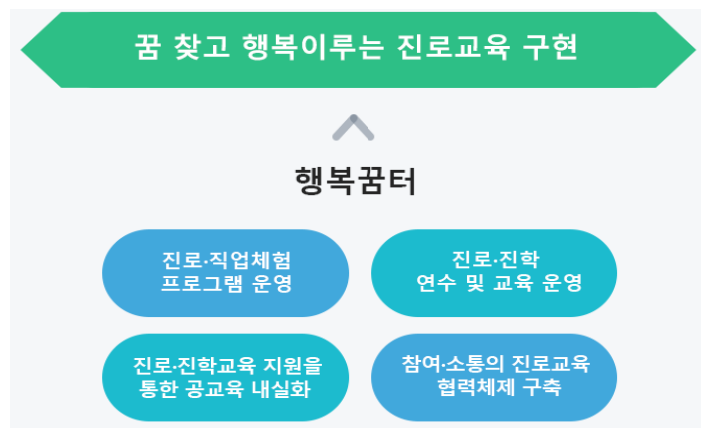 꿈 찾고 행복이루는 진로교육 구현
행복꿈터
진로·직업체험
프로그램 운영
진로·진학
연수 및 교육 운영
진로·진학교육 지원을
통한 공교육 내실화
참여·소통의 진로교육
협력체제 구축